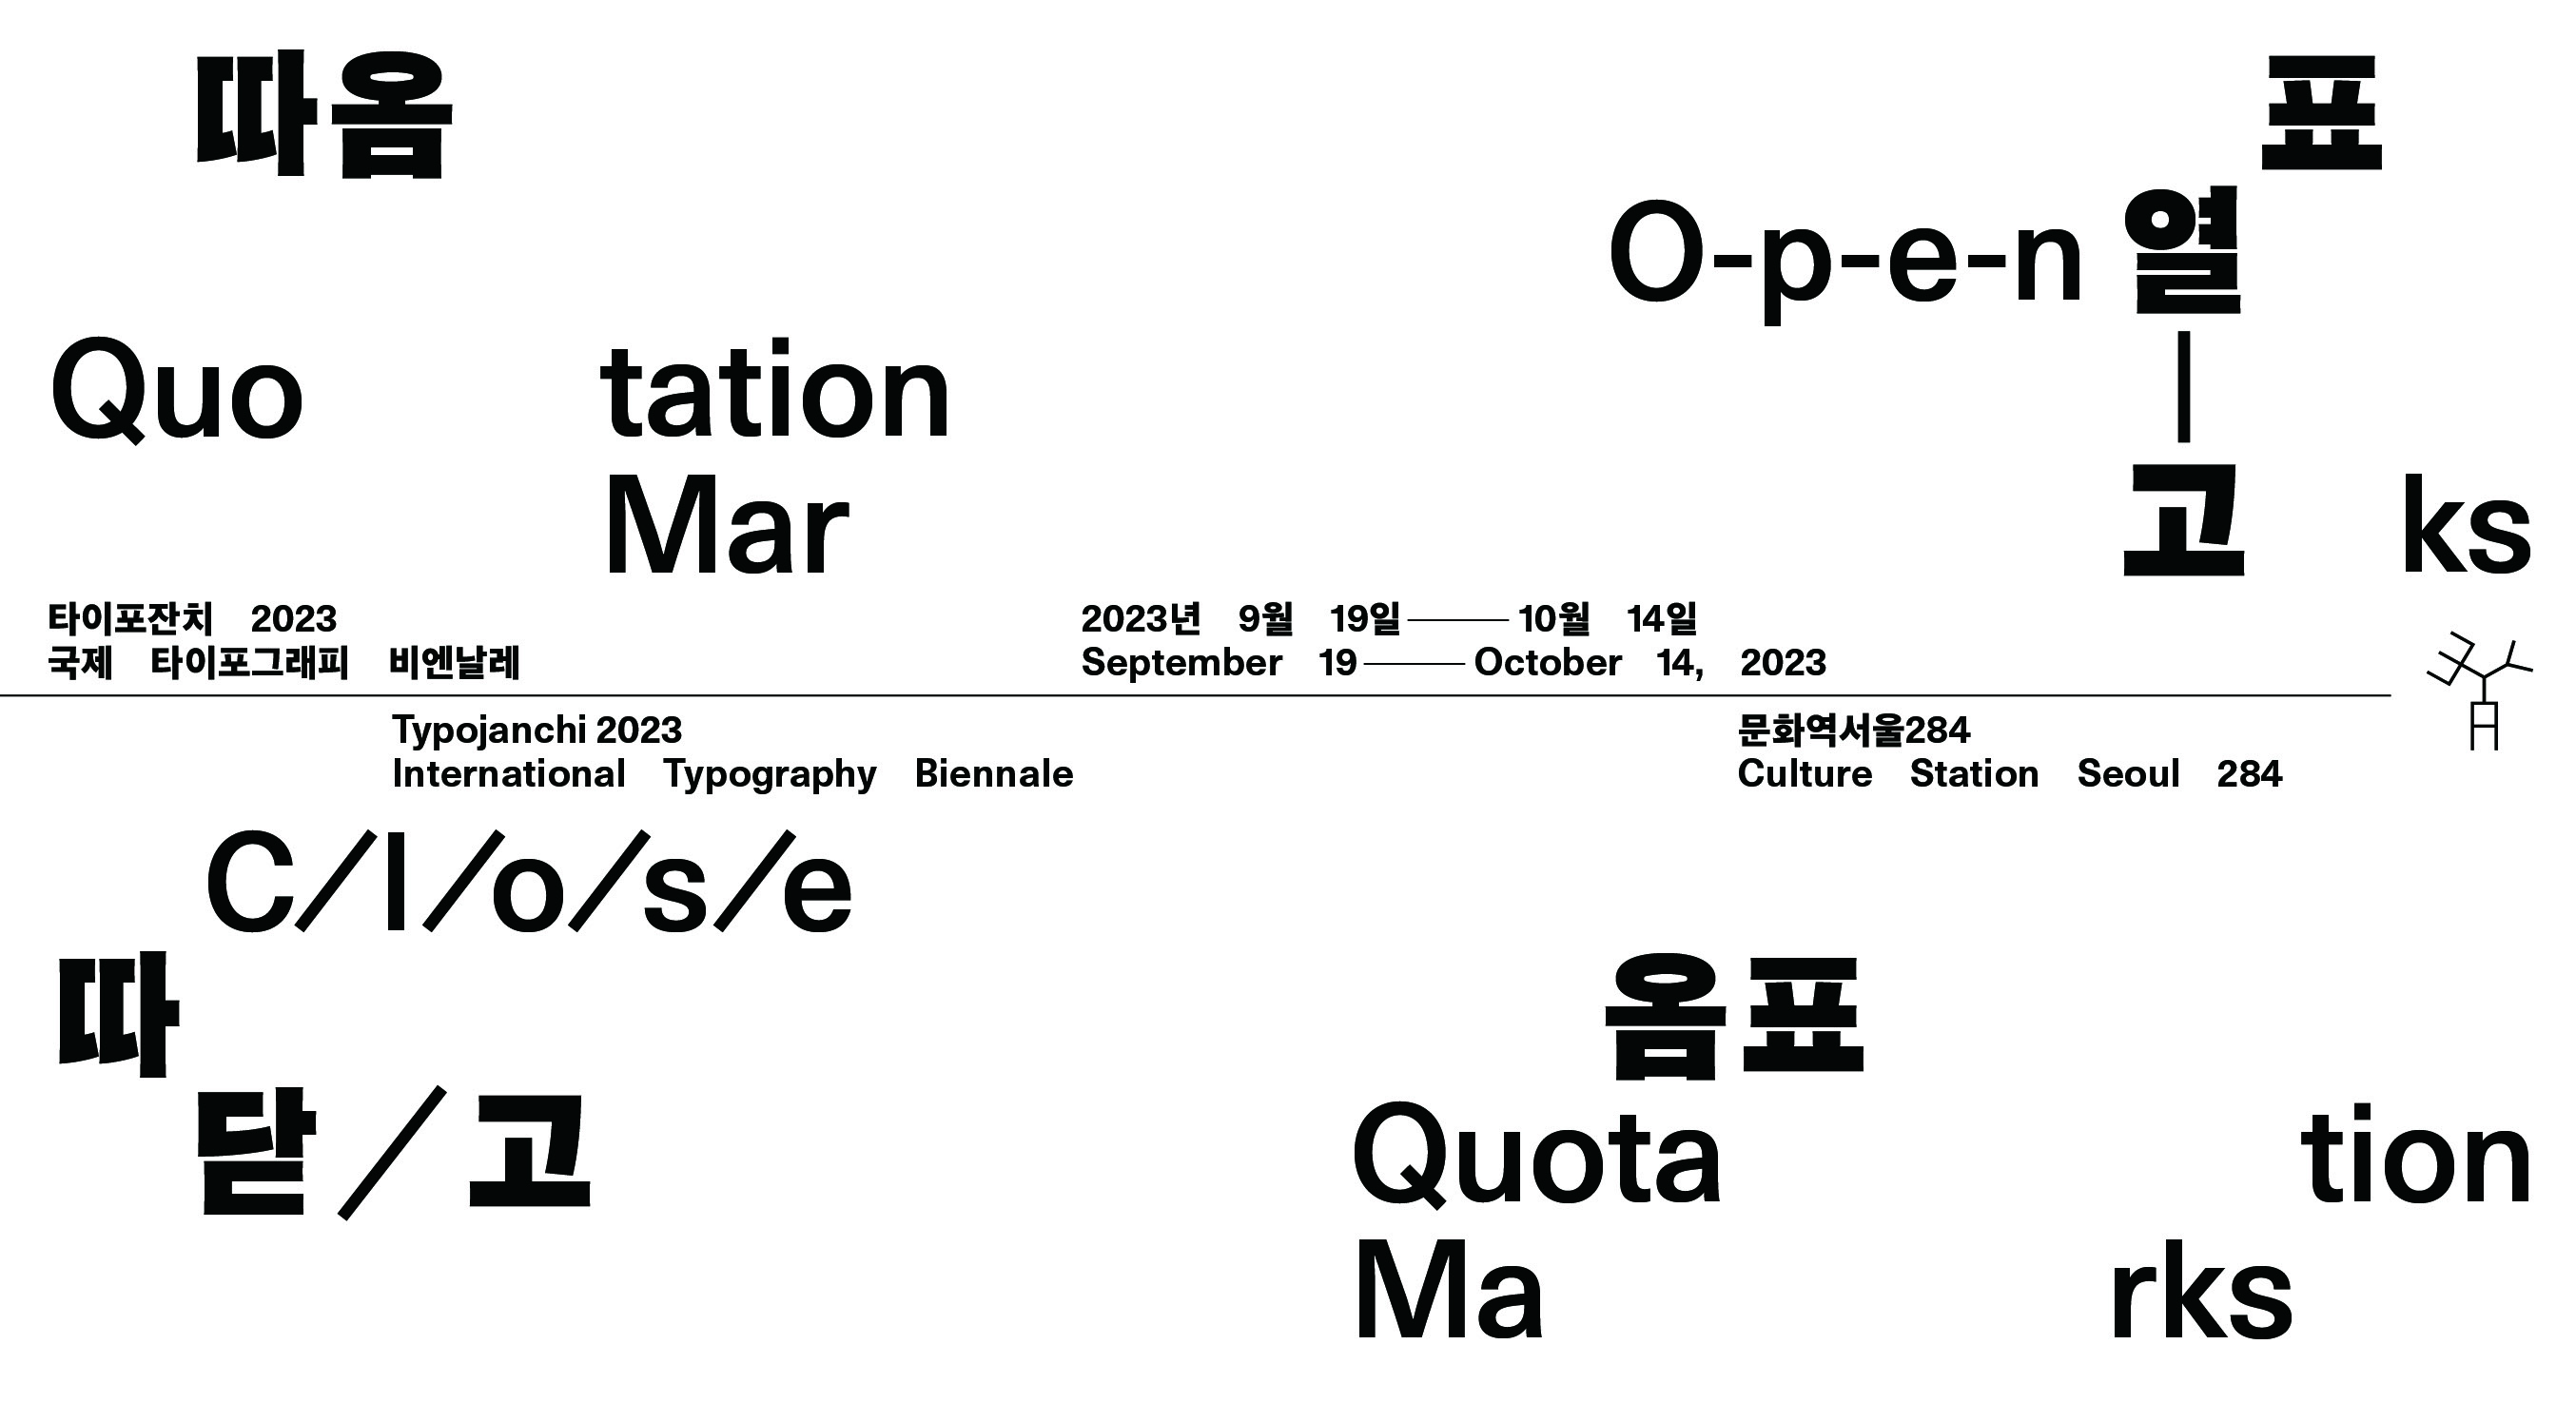 따옴 표
O-p-e-n 열
|
Quo tation
Mar 고 ks
타이포잔치 2023 2023년 9월 19일——10월 14일
국제 타이포그래피 비엔날레 September 19——October 14, 2023
Typojanchi 2023 문화역서울284
International Typography Biennale Culture Station Seoul 284
C/l/o/s/e
따 옴표
닫/고 Quota tion
Ma rks